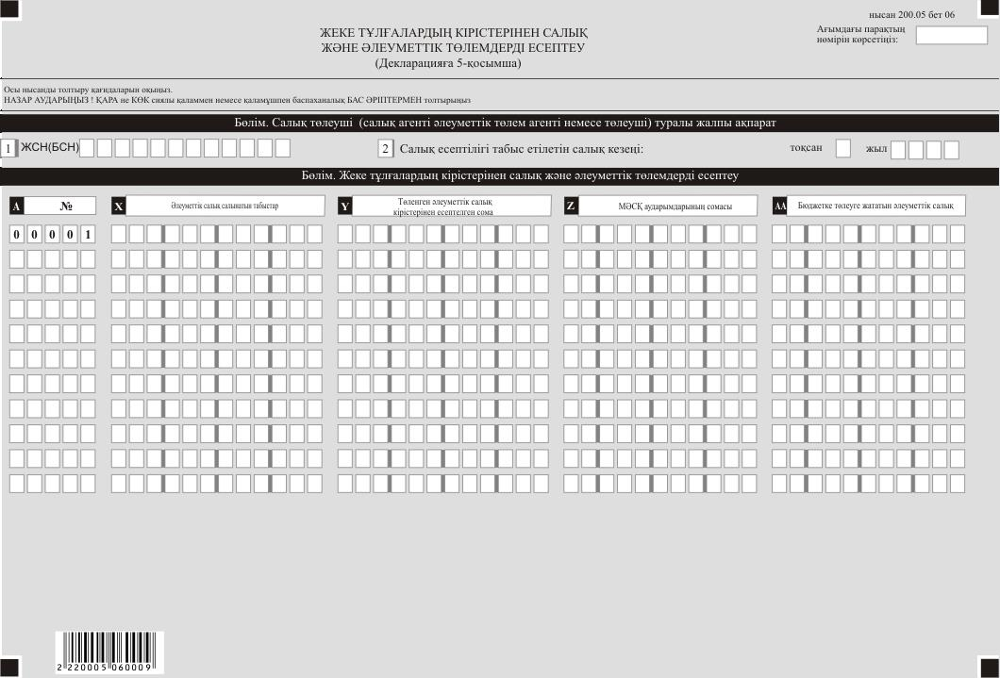 нысан 200.05 бет 06
ЖЕКЕ ТҰЛҒАЛАРДЫҢ КІРІСТЕРІНЕН САЛЫҚ
ЖӘНЕ ӘЛЕУМЕТТІК ТӨЛЕМДЕРДІ ЕСЕПТЕУ
(Декларацияға 5-қосымша)
Ағымдағы парақтың
нөмірін көрсетіңіз:
Осы нысанды толтыру қағидаларын оқыңыз.
НАЗАР АУДАРЫҢЫЗ ! ҚАРА не КӨК сиялы қаламмен немесе қаламұшпен баспаханалық БАС ӘРІПТЕРМЕН толтырыңыз
Бөлім. Салық төлеуші (салық агенті әлеуметтік төлем агенті немесе төлеуші) туралы жалпы ақпарат
1 ЖСН(БСН) 2 Салық есептілігі табыс етілетін салық кезеңі: тоқсан жыл
Бөлім. Жеке тұлғалардың кірістерінен салық және әлеуметтік төлемдерді есептеу
A №
X Әлеуметтік салық салынатын табыстар
Y Төленген әлеуметтік салық
кірістерінен есептелген сома
Z МӘСҚ аударымдарының сомасы
AA Бюджетке төлеуге жататын әлеуметтік салық
0 0 0 0 1
2 220005 060009